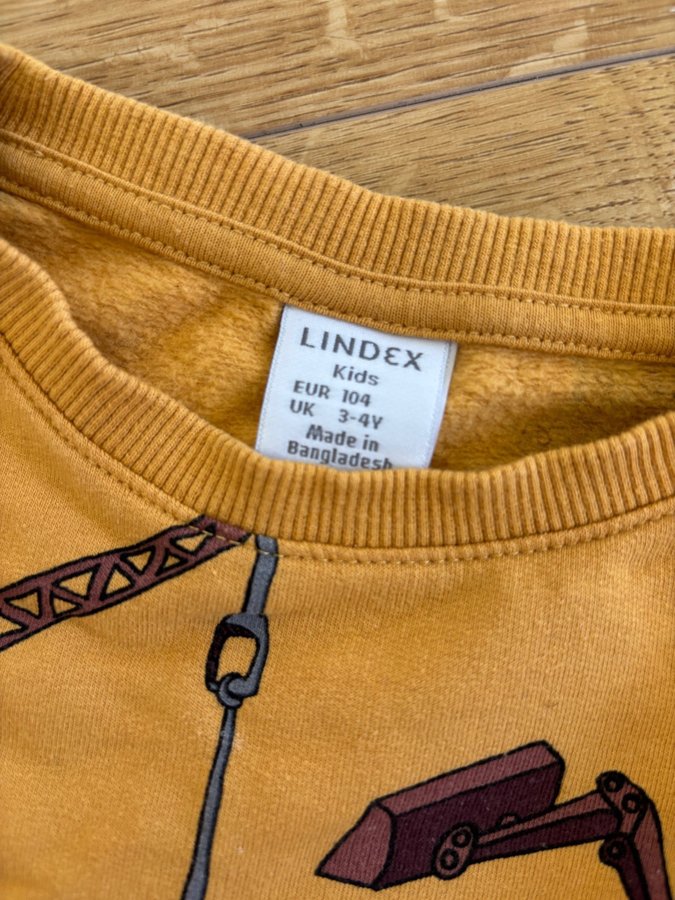 LINDEX
Kids
EUR 104
UK 3-4Y
Made in
Bangladesh